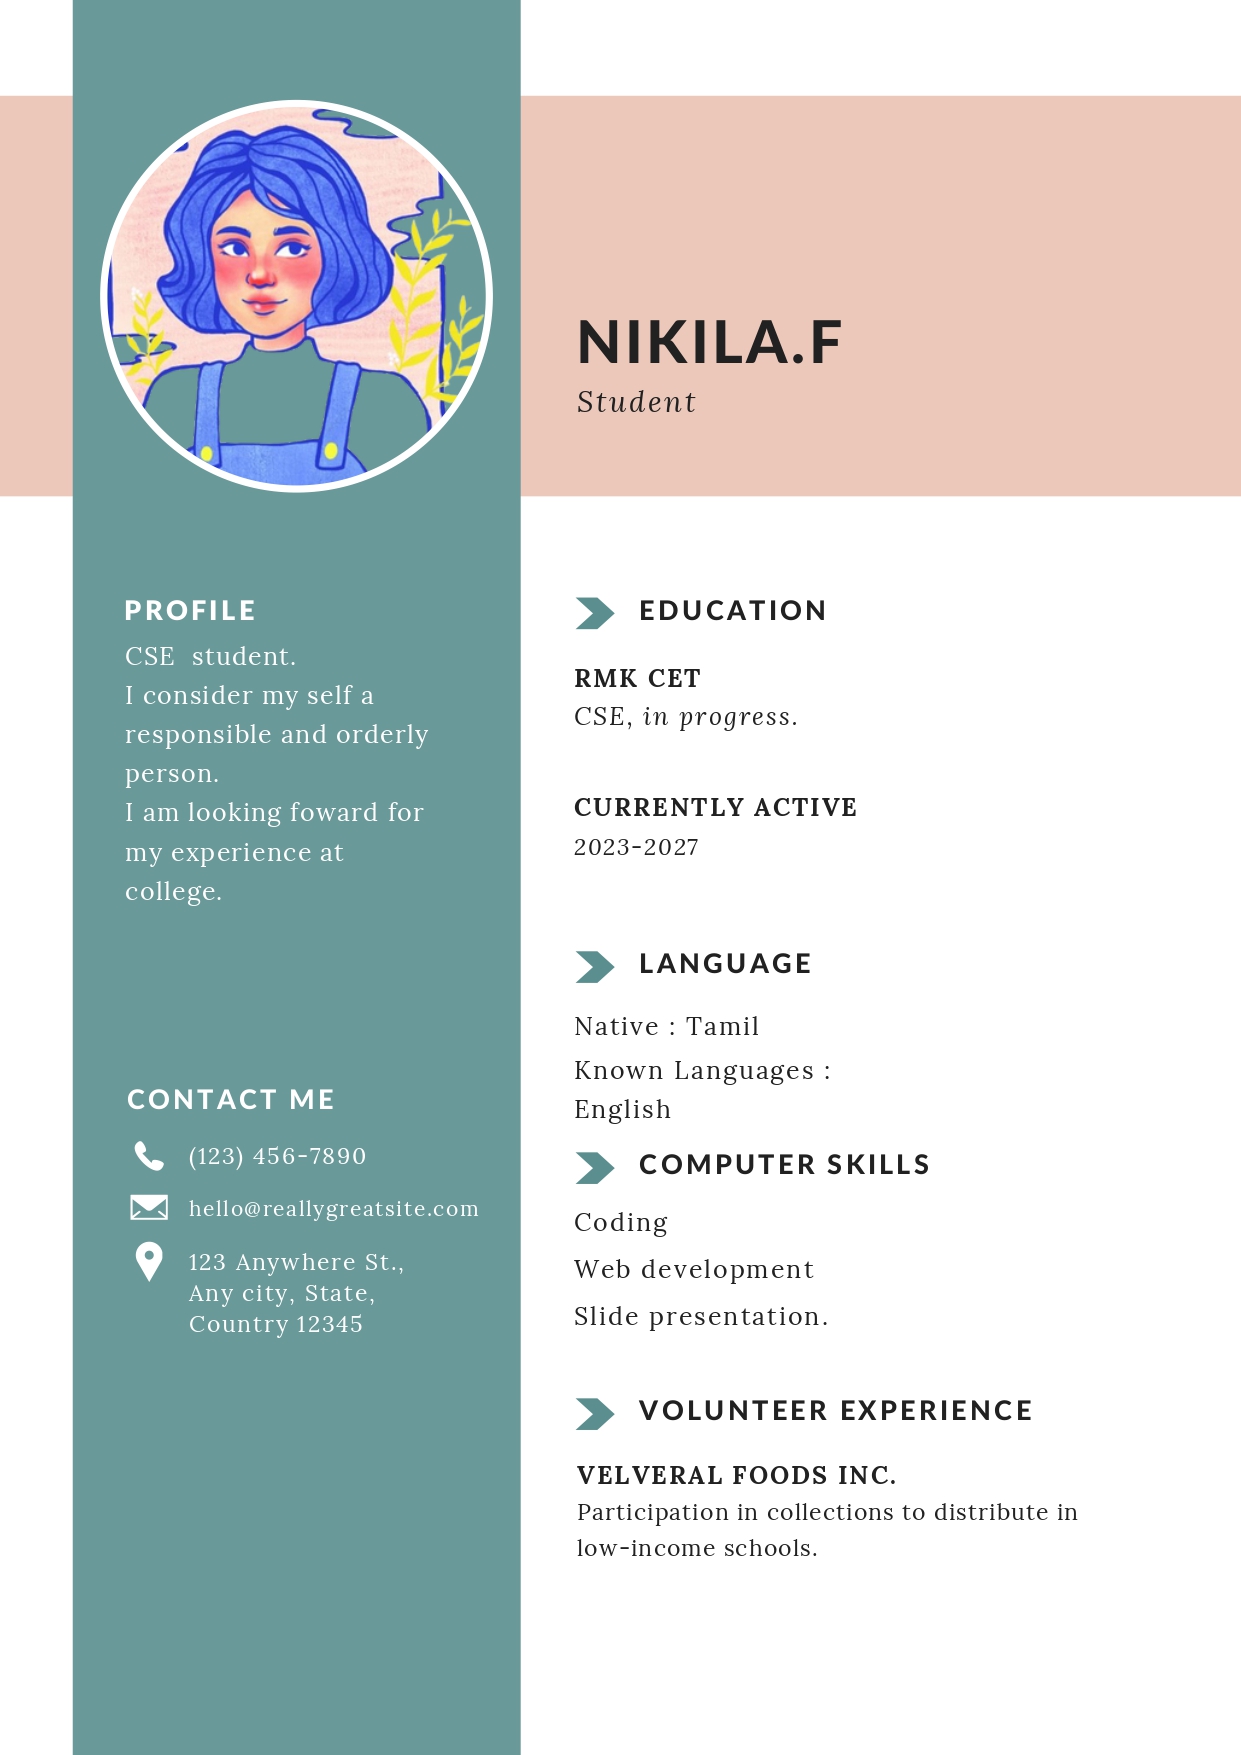 NIKILA.F
Student
PROFILE
CSE  student.
I consider my self a
responsible and orderly
person.
I am looking foward for
my experience at
college.
CONTACT ME
(123) 456-7890
hello@reallygreatsite.com
123 Anywhere St.,
Any city, State,
Country 12345
EDUCATION
RMK CET
CSE, in progress.
CURRENTLY ACTIVE
2023-2027
LANGUAGE
Native : Tamil
Known Languages :
English
COMPUTER SKILLS
Coding
Web development
Slide presentation.
VOLUNTEER EXPERIENCE
VELVERAL FOODS INC.
Participation in collections to distribute in
low-income schools.